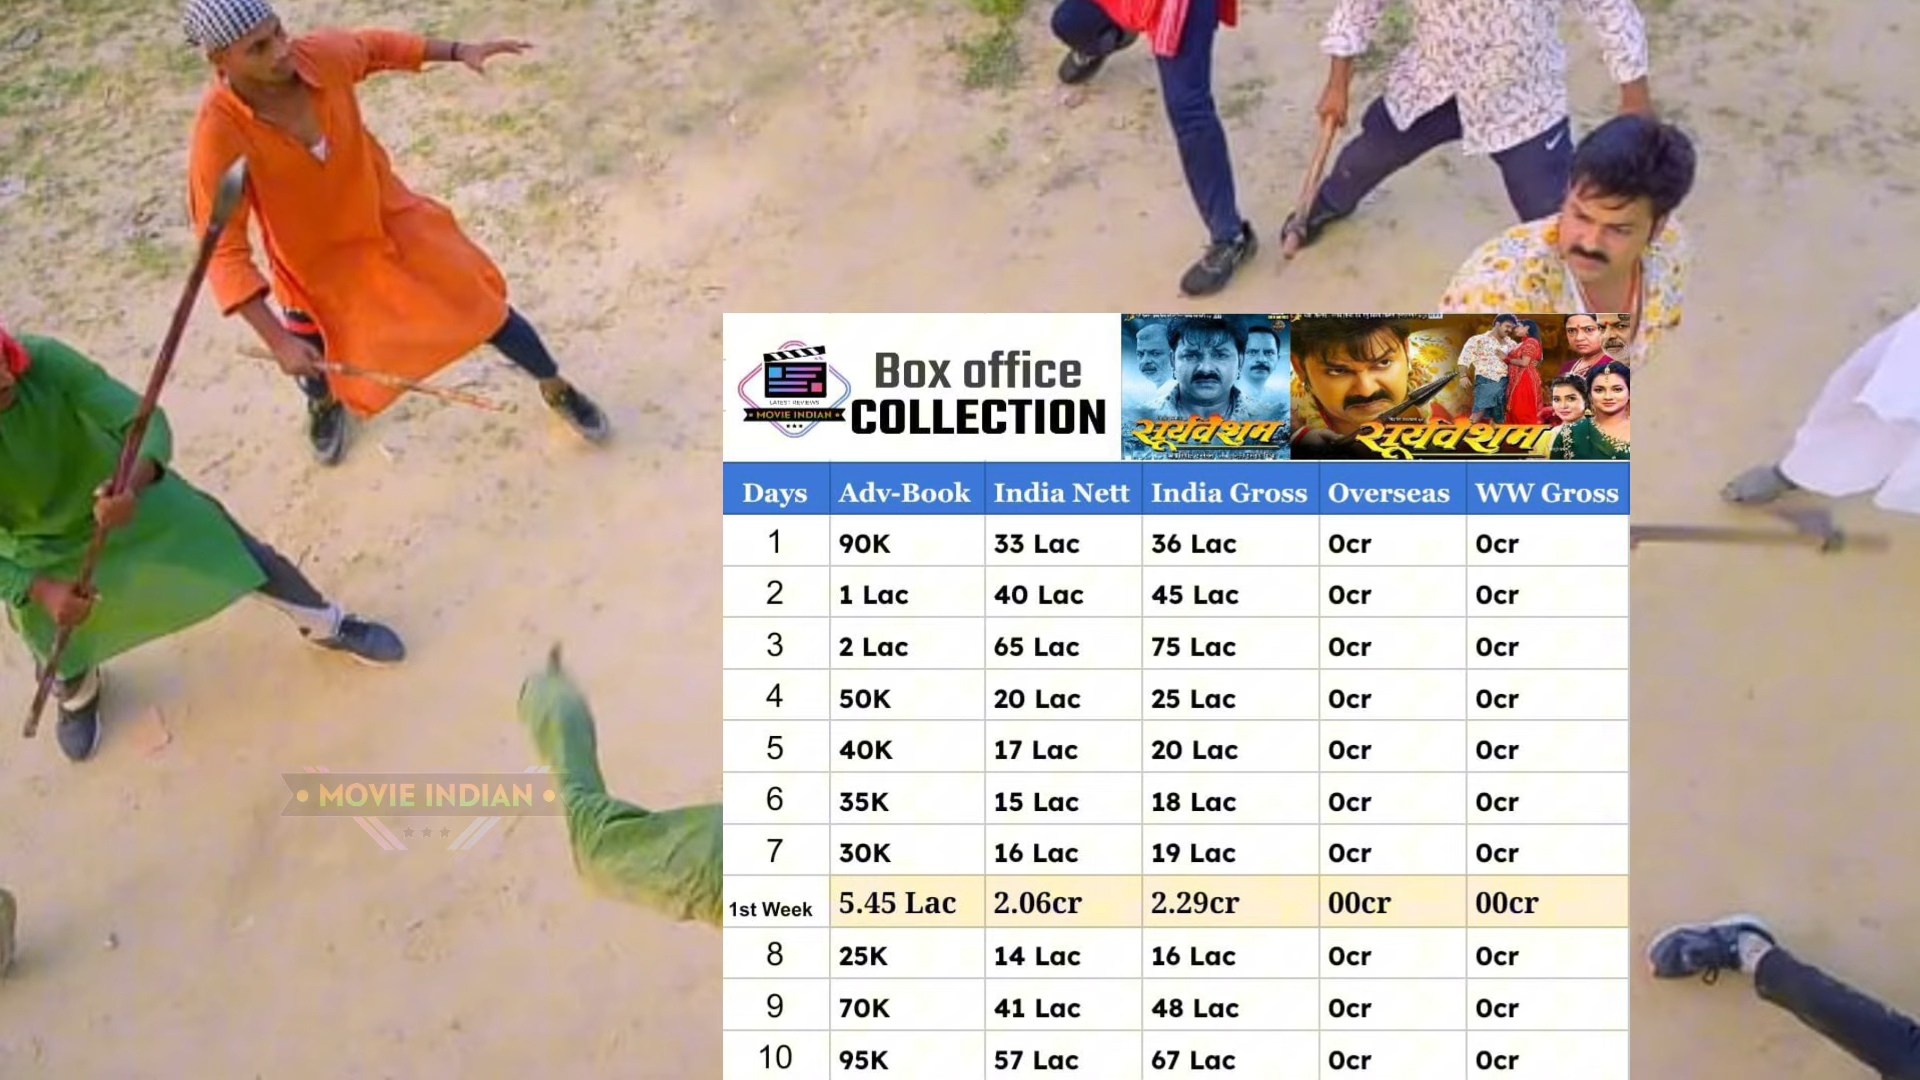 LATEST REVIEWS
MOVIE INDIAN
Box office
COLLECTION
सूर्यवंशम
सूर्यवंशम
Days Adv-Book India Nett India Gross Overseas WW Gross
1 90K 33 Lac 36 Lac 0cr 0cr
2 1 Lac 40 Lac 45 Lac 0cr 0cr
3 2 Lac 65 Lac 75 Lac 0cr 0cr
4 50K 20 Lac 25 Lac 0cr 0cr
5 40K 17 Lac 20 Lac 0cr 0cr
6 35K 15 Lac 18 Lac 0cr 0cr
7 30K 16 Lac 19 Lac 0cr 0cr
1st Week 5.45 Lac 2.06cr 2.29cr 00cr 00cr
8 25K 14 Lac 16 Lac 0cr 0cr
9 70K 41 Lac 48 Lac 0cr 0cr
10 95K 57 Lac 67 Lac 0cr 0cr
• MOVIE INDIAN •